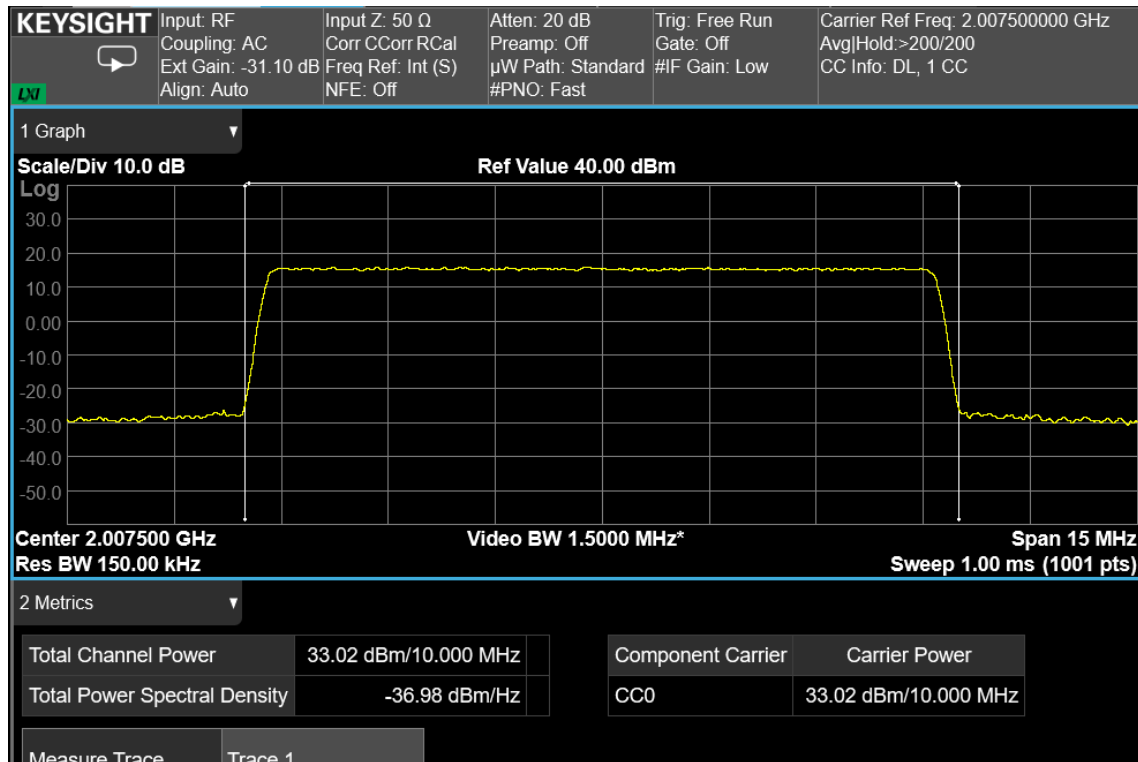 KEYSIGHT Input: RF Input Z: 50 Ω Atten: 20 dB Trig: Free Run Carrier Ref Freq: 2.007500000 GHz
Coupling: AC Corr CCorr RCal Preamp: Off Gate: Off Avg|Hold:>200/200
Ext Gain: -31.10 dB Freq Ref: Int (S) µW Path: Standard #IF Gain: Low CC Info: DL, 1 CC
LXI Align: Auto NFE: Off #PNO: Fast
1 Graph
Scale/Div 10.0 dB Ref Value 40.00 dBm
Log
30.0
20.0
10.0
0.00
-10.0
-20.0
-30.0
-40.0
-50.0
Center 2.007500 GHz Video BW 1.5000 MHz* Span 15 MHz
Res BW 150.00 kHz Sweep 1.00 ms (1001 pts)
2 Metrics
Total Channel Power 33.02 dBm/10.000 MHz Component Carrier Carrier Power
Total Power Spectral Density -36.98 dBm/Hz CC0 33.02 dBm/10.000 MHz
Measure Trace Trace 1